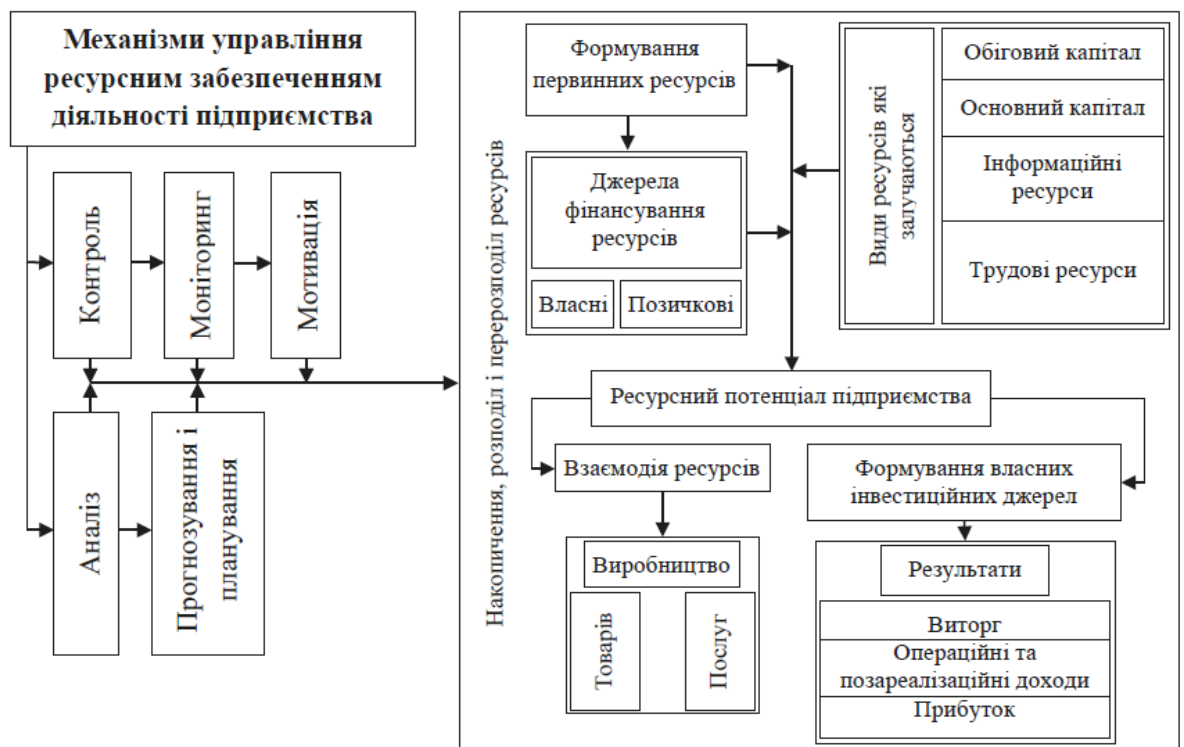 Механізми управління
ресурсним забезпеченням
діяльності підприємства
Контроль
Моніторинг
Мотивація
Аналіз
Прогнозування і
планування
Накопичення, розподіл і перерозподіл ресурсів
Формування
первинних ресурсів
Джерела
фінансування
ресурсів
Власні
Позичкові
Види ресурсів які
залучаються
Обіговий капітал
Основний капітал
Інформаційні
ресурси
Трудові ресурси
Ресурсний потенціал підприємства
Взаємодія ресурсів
Виробництво
Товарів
Послуг
Формування власних
інвестиційних джерел
Результати
Виторг
Операційні та
позареалізаційні доходи
Прибуток